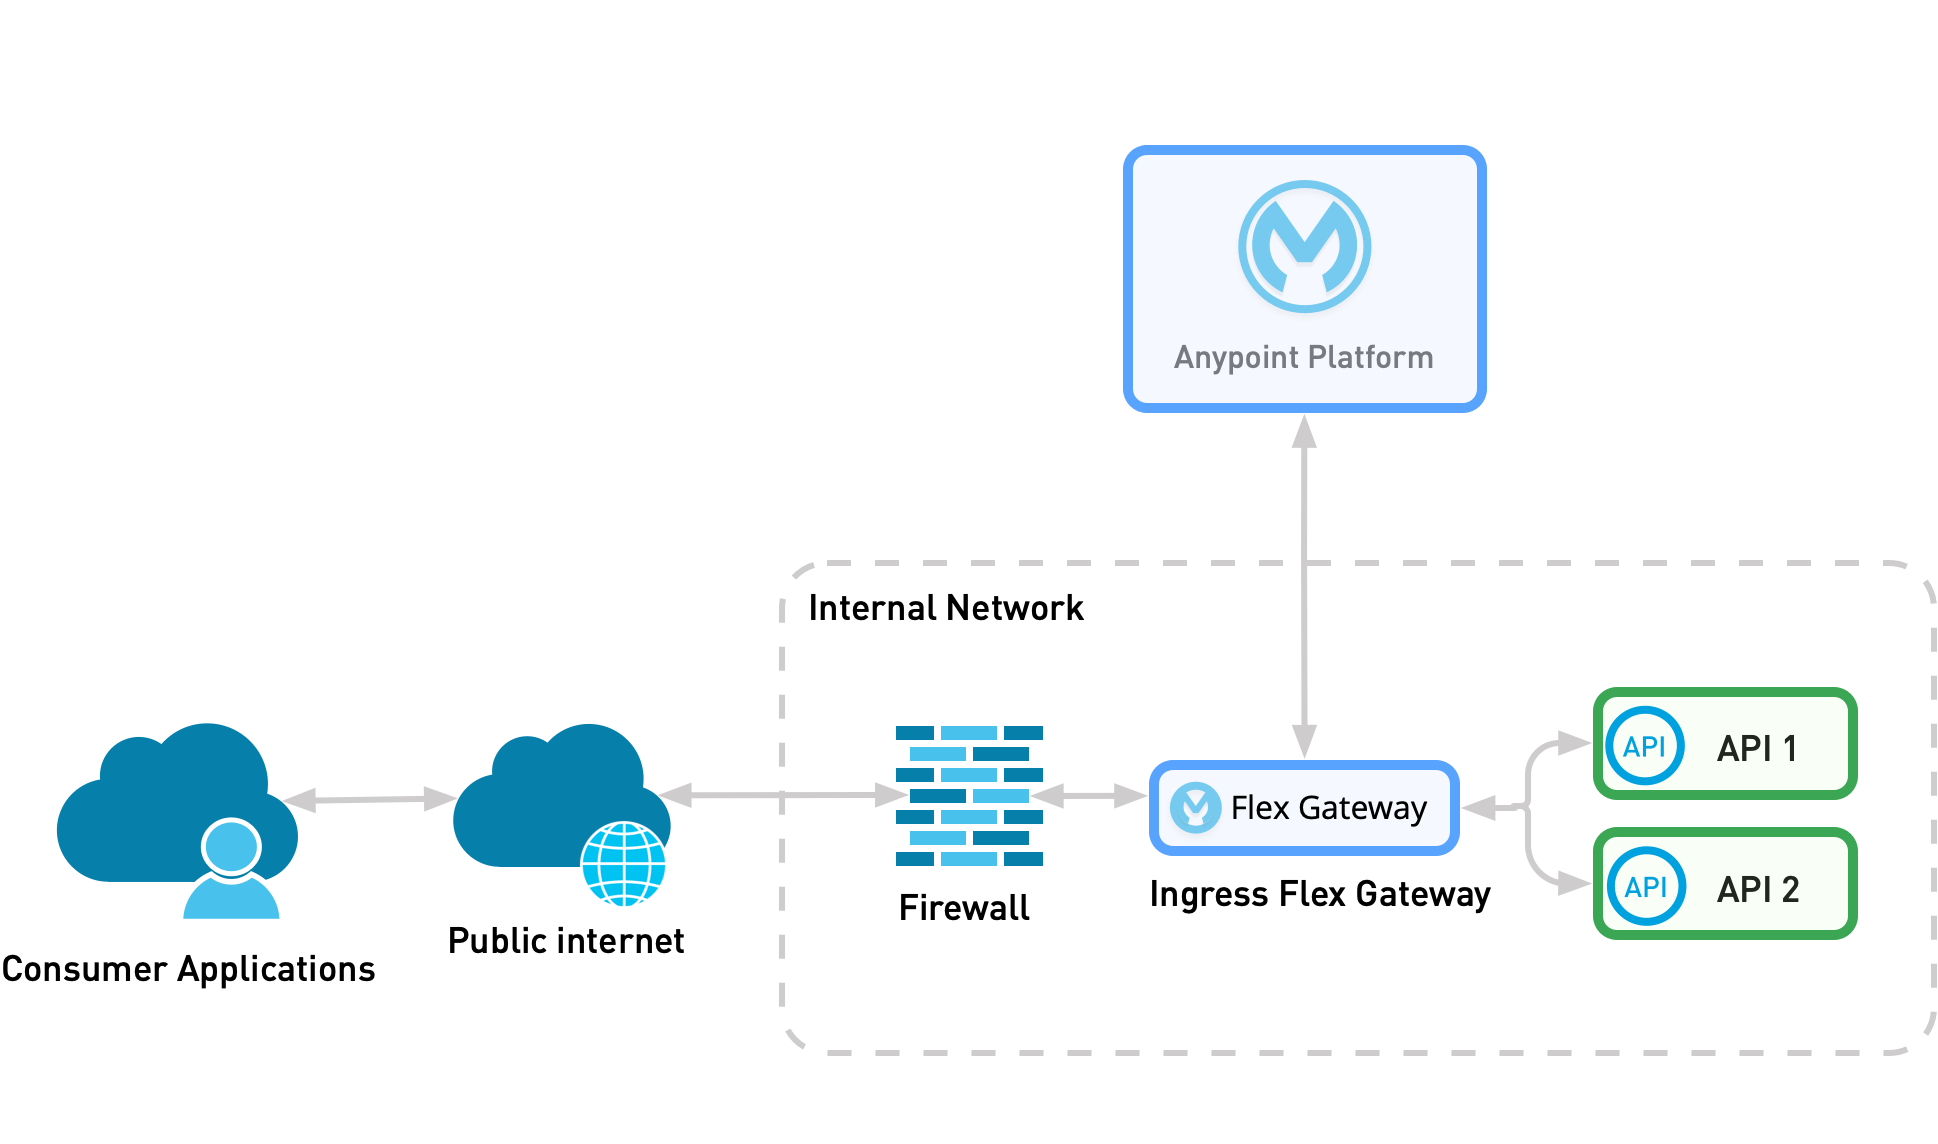 Anypoint Platform
Internal Network
API
API 1
Flex Gateway
API
API 2
Ingress Flex Gateway
Firewall
Public internet
Consumer Applications